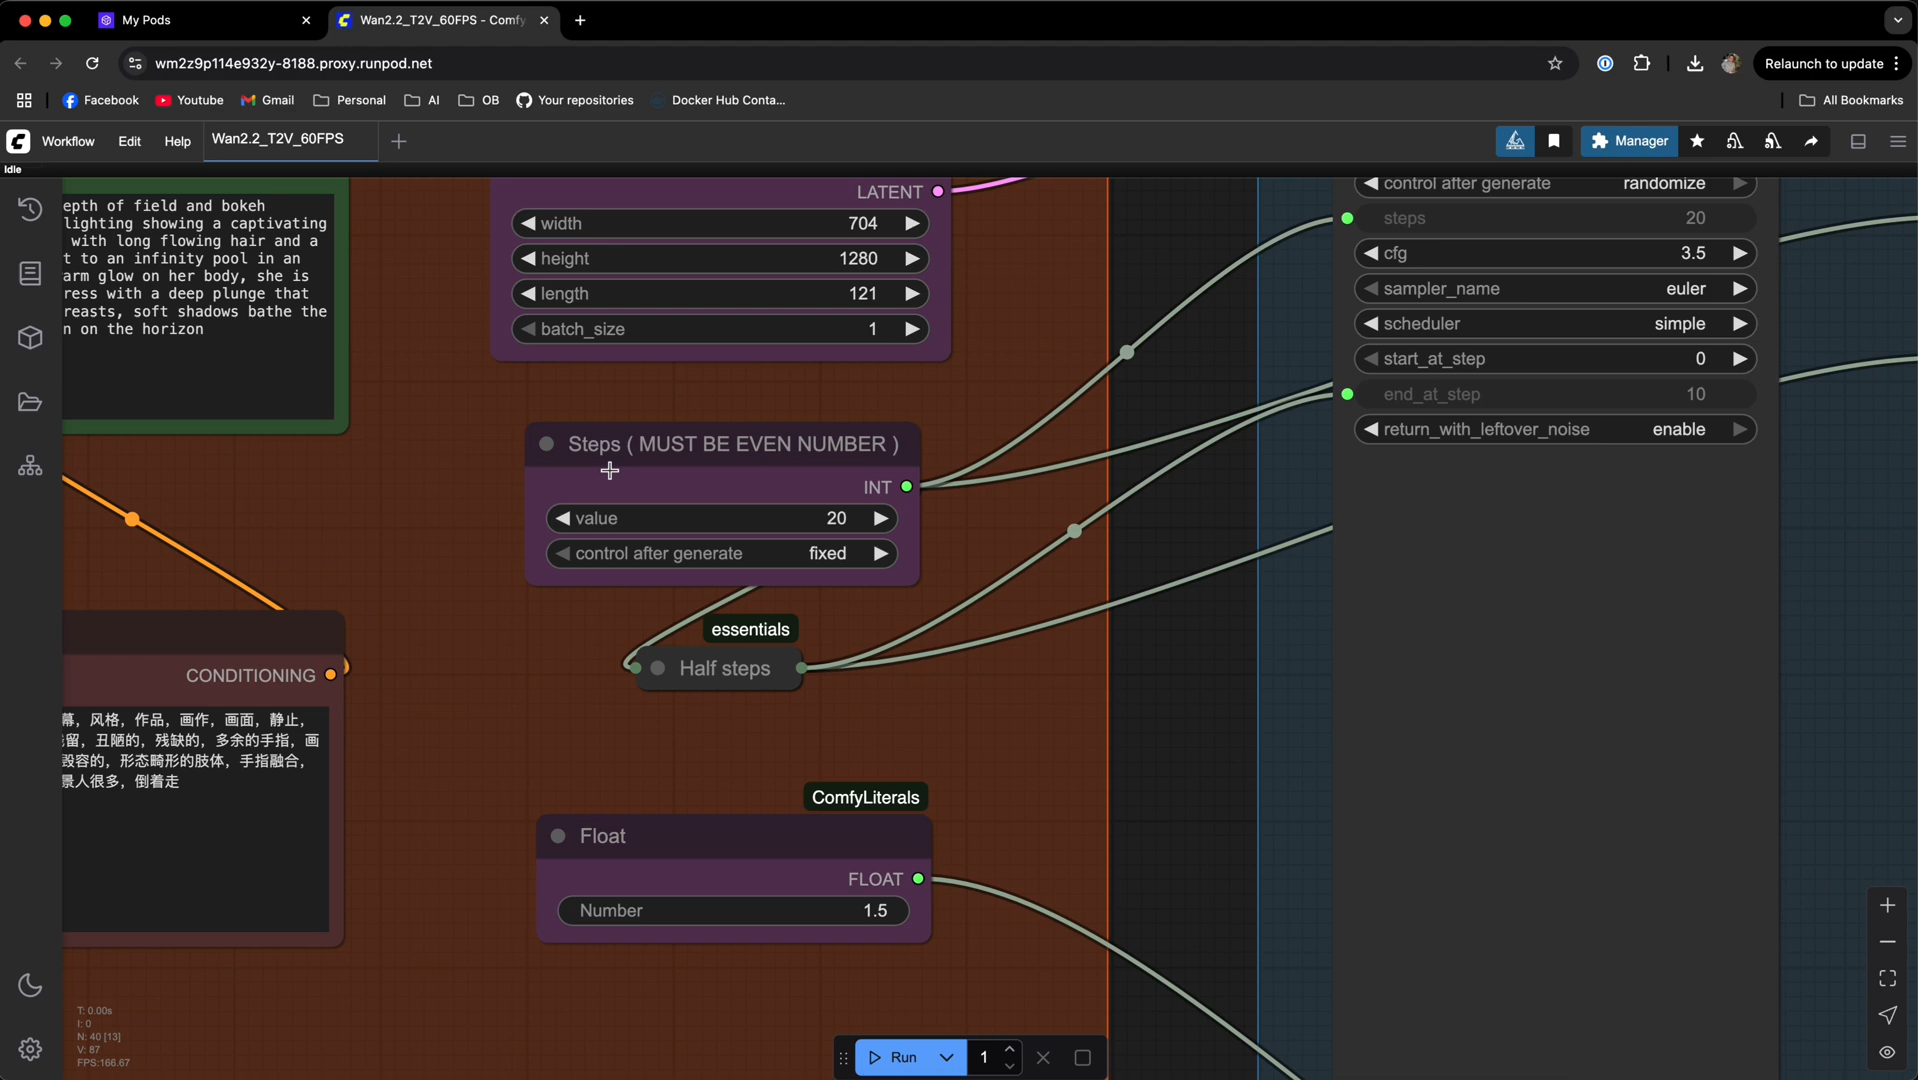 My Pods
Wan2.2_T2V_60FPS - Comfy
wm2z9p114e932y-8188.proxy.runpod.net
Relaunch to update
Facebook
Youtube
Gmail
Personal
AI
OB
Your repositories
Docker Hub Conta...
All Bookmarks
Workflow
Edit
Help
Wan2.2_T2V_60FPS
Manager
Idle
epth of field and bokeh
lighting showing a captivating
with long flowing hair and a
t to an infinity pool in an
arm glow on her body, she is
ress with a deep plunge that
reasts, soft shadows bathe the
n on the horizon
LATENT
width 704
height 1280
length 121
batch_size 1
control after generate randomize
steps 20
cfg 3.5
sampler_name euler
scheduler simple
start_at_step 0
end_at_step 10
return_with_leftover_noise enable
Steps ( MUST BE EVEN NUMBER )
INT
value 20
control after generate fixed
essentials
Half steps
CONDITIONING
幕，风格，作品，画作，画面，静止，
残留，丑陋的，残缺的，多余的手指，画
毁容的，形态畸形的肢体，手指融合，
景人很多，倒着走
ComfyLiterals
Float
FLOAT
Number 1.5
T: 0.00s
I: 0
N: 40 [13]
V: 87
FPS:166.67
Run
1